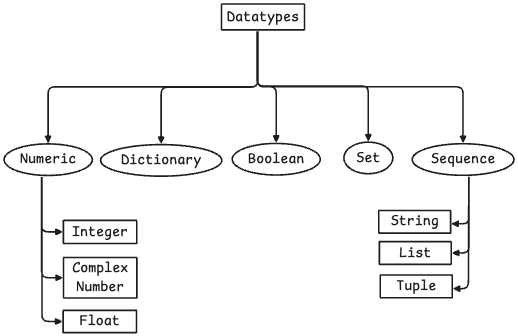 Datatypes
Numeric
Dictionary
Boolean
Set
Sequence
Integer
Complex
Number
Float
String
List
Tuple